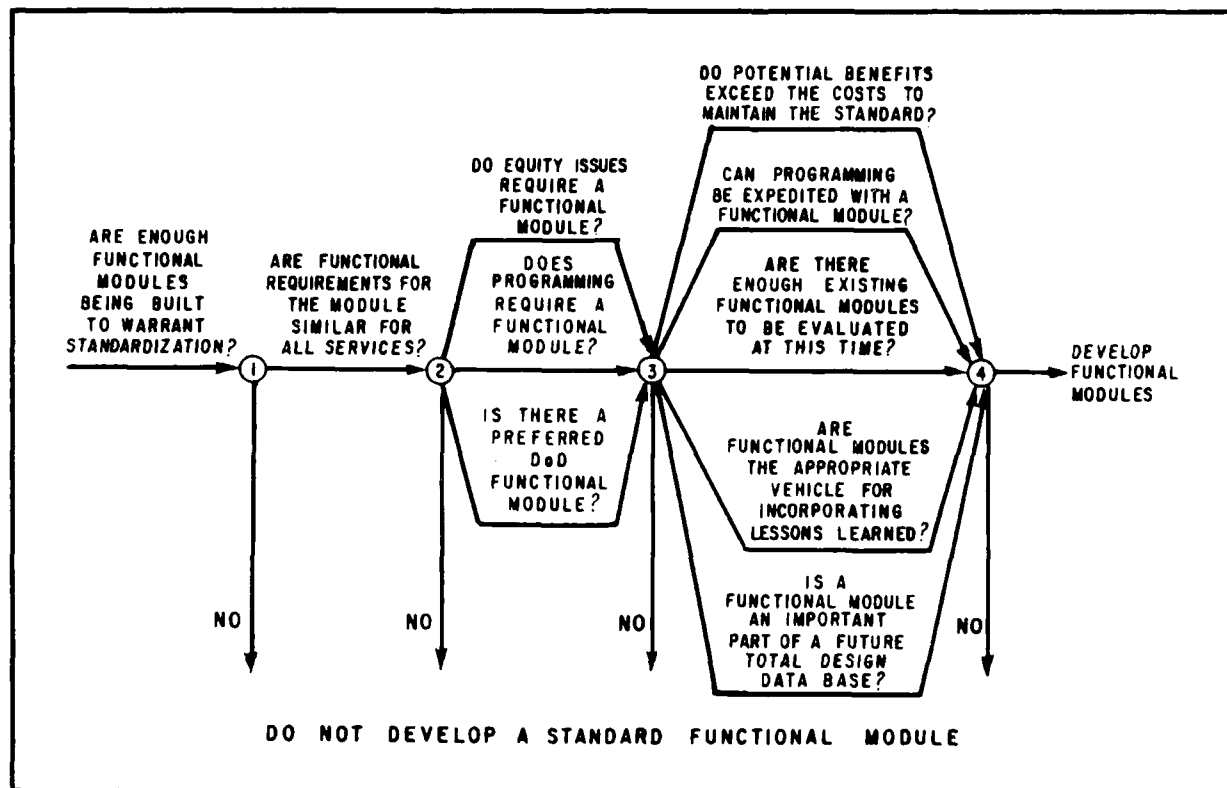 ARE ENOUGH
FUNCTIONAL
MODULES
BEING BUILT
TO WARRANT
STANDARDIZATION?
1
ARE FUNCTIONAL
REQUIREMENTS FOR
THE MODULE
SIMILAR FOR
ALL SERVICES?
2
DO EQUITY ISSUES
REQUIRE A
FUNCTIONAL
MODULE?
DOES
PROGRAMMING
REQUIRE A
FUNCTIONAL
MODULE?
IS THERE A
PREFERRED
DoD
FUNCTIONAL
MODULE?
3
DO POTENTIAL BENEFITS
EXCEED THE COSTS TO
MAINTAIN THE STANDARD?
CAN PROGRAMMING
BE EXPEDITED WITH A
FUNCTIONAL MODULE?
ARE THERE
ENOUGH EXISTING
FUNCTIONAL MODULES
TO BE EVALUATED
AT THIS TIME?
ARE
FUNCTIONAL MODULES
THE APPROPRIATE
VEHICLE FOR
INCORPORATING
LESSONS LEARNED?
IS A
FUNCTIONAL MODULE
AN IMPORTANT
PART OF A FUTURE
TOTAL DESIGN
DATA BASE?
4
DEVELOP
FUNCTIONAL
MODULES
NO
NO
NO
NO
DO NOT DEVELOP A STANDARD FUNCTIONAL MODULE